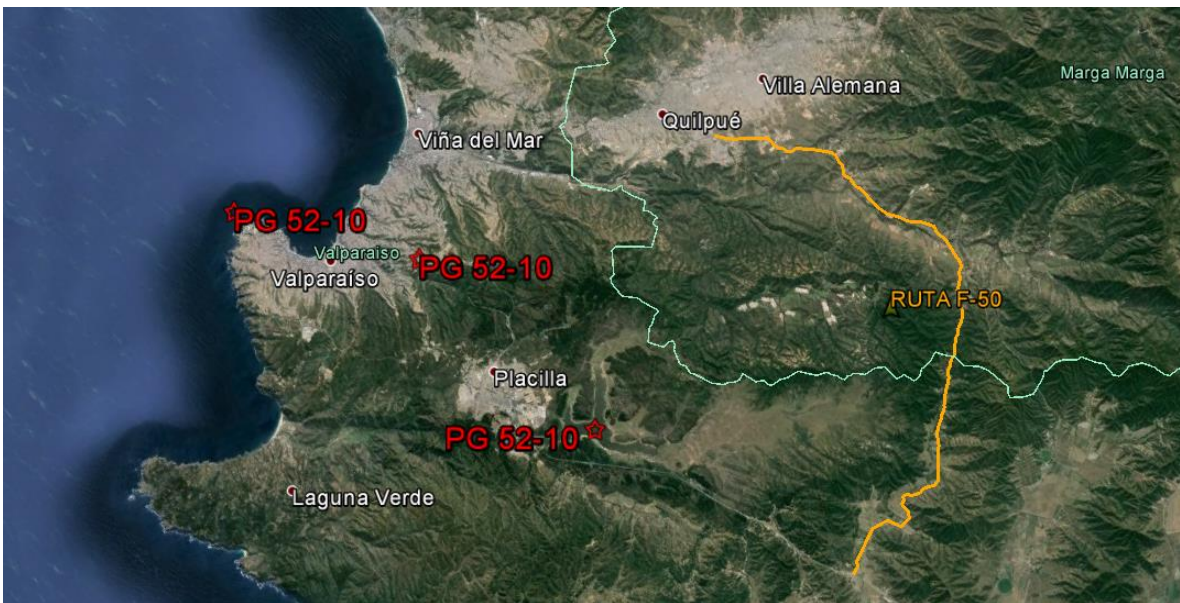 Marga Marga
Villa Alemana
Quilpué
Viña del Mar
PG 52-10
Valparaiso
PG 52-10
Valparaíso
RUTA F-50
Placilla
PG 52-10
Laguna Verde